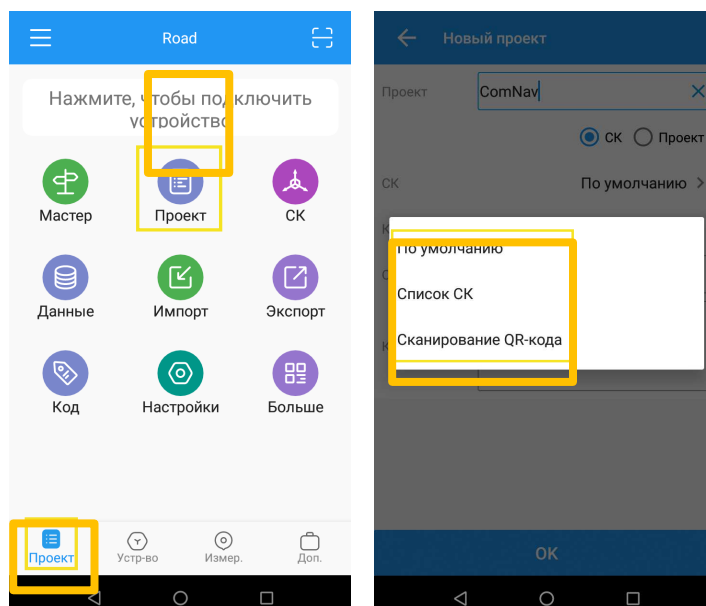 Road
Нажмите, чтобы подключить
устройство
Мастер
Проект
СК
Данные
Импорт
Экспорт
Код
Настройки
Больше
Проект
Устр-во
Измер.
Доп.
Новый проект
Проект
ComNav
СК
Проект
СК
По умолчанию
По умолчанию
Список СК
Сканирование QR-кода
OK